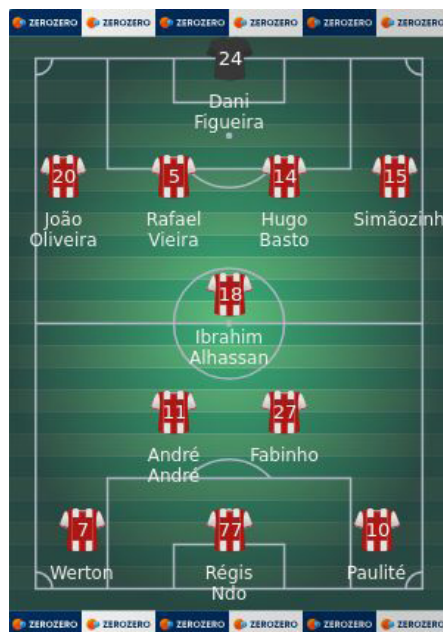 ZEROZERO ZEROZERO ZEROZERO ZEROZERO ZEROZERO ZEROZERO
24
Dani
Figueira
20 5 14 15
João Rafael Hugo Simãozinh
Oliveira Vieira Basto
18
Ibrahim
Alhassan
11 27
André Fabinho
André
7 77 10
Werton Régis Paulité
Ndo
ZEROZERO ZEROZERO ZEROZERO ZEROZERO ZEROZERO ZEROZERO